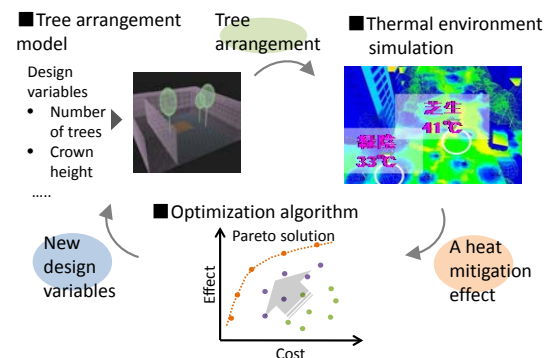 ■Tree arrangement
model
Tree
arrangement
■Thermal environment
simulation
Design
variables
• Number
of trees
• Crown
height
.....
芝生
41℃
緑陰
33℃
■Optimization algorithm
Pareto solution
Effect
Cost
New
design
variables
A heat
mitigation
effect